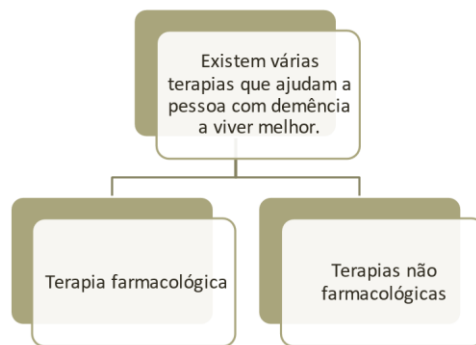 Existem várias
terapias que ajudam a
pessoa com demência
a viver melhor.
Terapia farmacológica
Terapias não
farmacológicas